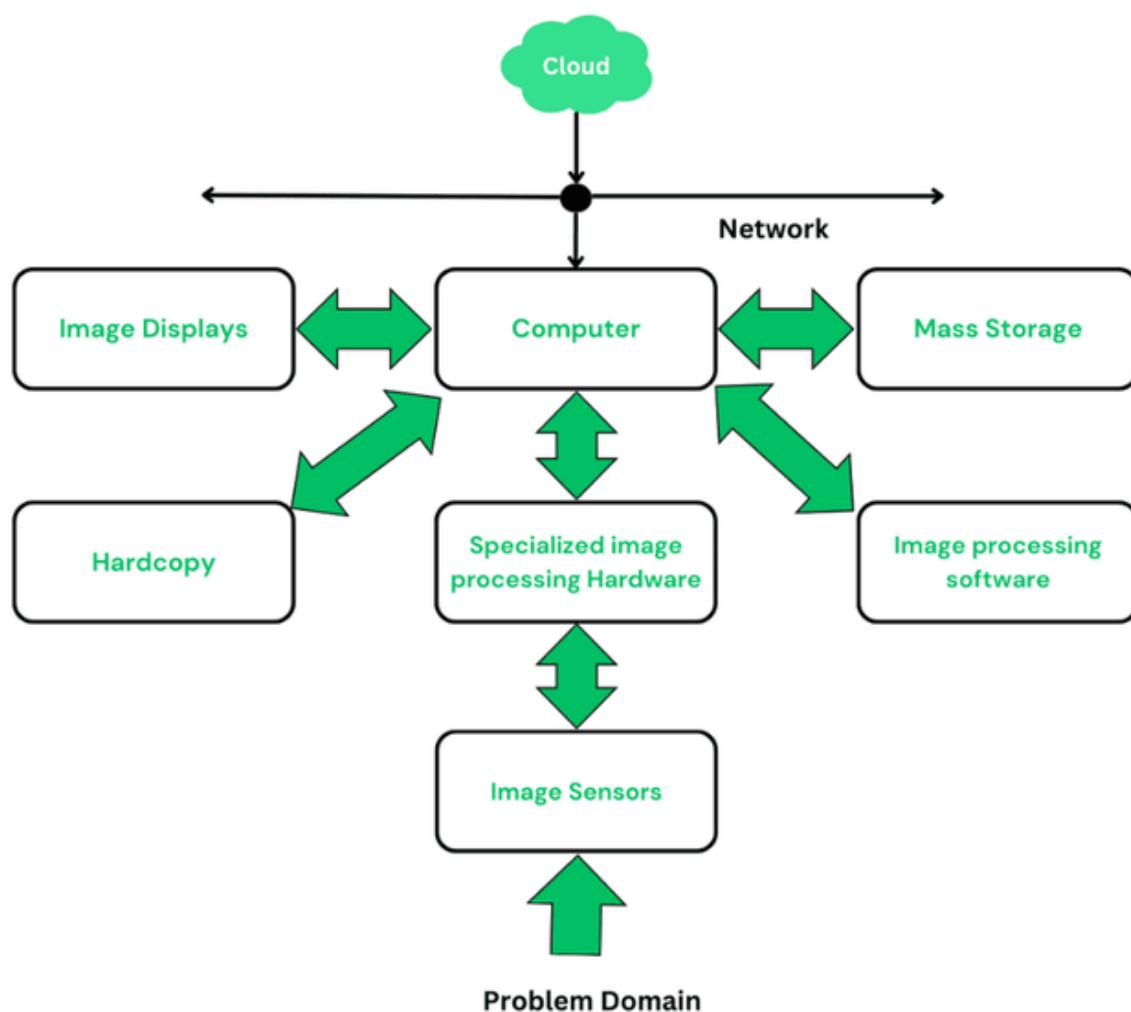 Cloud
Network
Image Displays
Computer
Mass Storage
Hardcopy
Specialized image
processing Hardware
Image processing
software
Image Sensors
Problem Domain